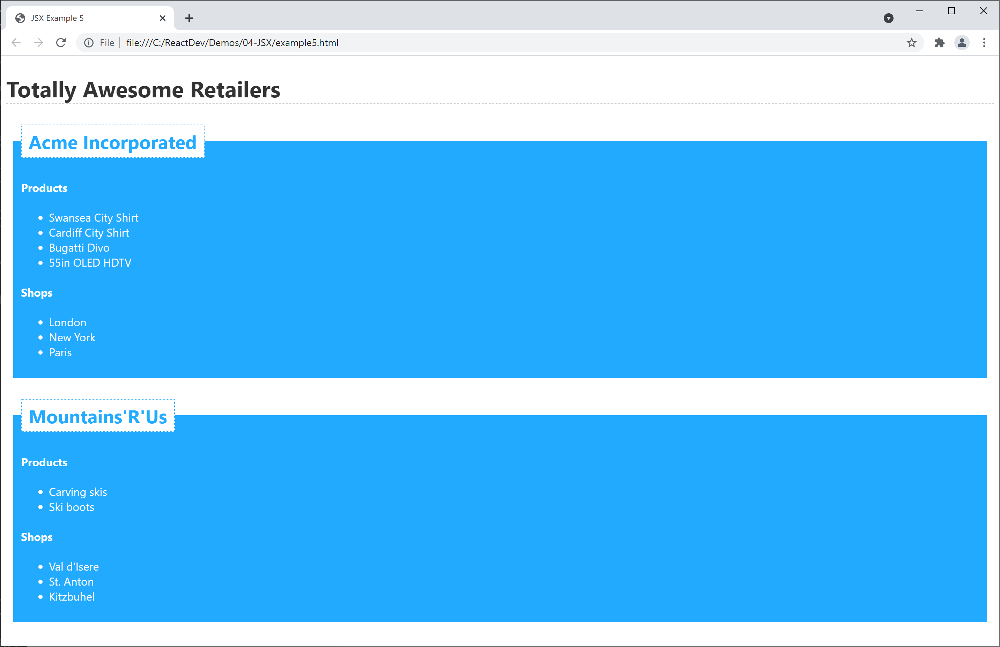 JSX Example 5
File
file:///C:/ReactDev/Demos/04-JSX/example5.html
Totally Awesome Retailers
Acme Incorporated
Products
Swansea City Shirt
Cardiff City Shirt
Bugatti Divo
55in OLED HDTV
Shops
London
New York
Paris
Mountains'R'Us
Products
Carving skis
Ski boots
Shops
Val d'Isere
St. Anton
Kitzbuhel